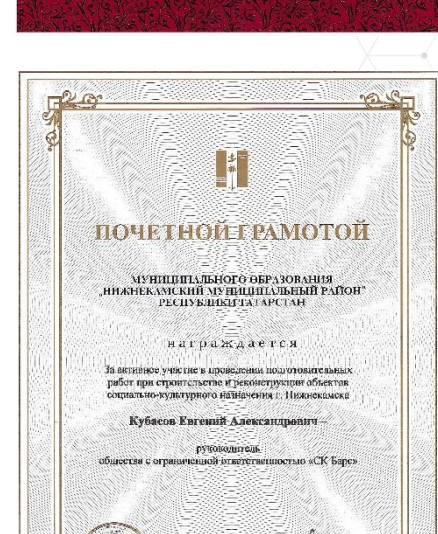 ПОЧЕТНОЙ ГРАМОТОЙ
МУНИЦИПАЛЬНОГО ОБРАЗОВАНИЯ
„НИЖНЕКАМСКИЙ МУНИЦИПАЛЬНЫЙ РАЙОН"
РЕСПУБЛИКИ ТАТАРСТАН
награждается
За активное участие в проведении подготовительных
работ при строительстве и реконструкции объектов
социально-культурного назначения г. Нижнекамска
Кубасов Евгений Александрович –
руководитель
общества с ограниченной ответственностью «СК Барс»